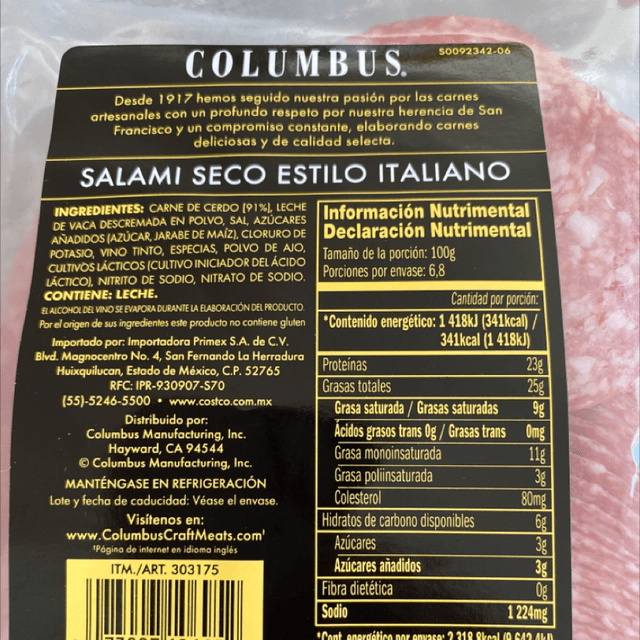 COLUMBUS®
S0092342-06
Desde 1917 hemos seguido nuestra pasión por las carnes
artesanales con un profundo respeto por nuestra herencia de San
Francisco y un compromiso constante, elaborando carnes
deliciosas y de calidad selecta.
SALAMI SECO ESTILO ITALIANO
INGREDIENTES: CARNE DE CERDO (91%), LECHE
DE VACA DESCREMADA EN POLVO, SAL, AZÚCARES
AÑADIDOS (AZÚCAR, JARABE DE MAÍZ), CLORURO DE
POTASIO, VINO TINTO, ESPECIAS, POLVO DE AJO,
CULTIVOS LÁCTICOS (CULTIVO INICIADOR DEL ÁCIDO
LÁCTICO), NITRITO DE SODIO, NITRATO DE SODIO.
CONTIENE: LECHE.
EL ALCOHOL DEL VINO SE EVAPORA DURANTE LA ELABORACIÓN DEL PRODUCTO.
Por el origen de sus ingredientes este producto no contiene gluten
Importado por: Importadora Primex S.A. de C.V.
Blvd. Magnocentro No. 4, San Fernando La Herradura
Huixquilucan, Estado de México, C.P. 52765
RFC: IPR-930907-S70
(55)-5246-5500 • www.costco.com.mx
Distribuido por:
Columbus Manufacturing, Inc.
Hayward, CA 94544
© Columbus Manufacturing, Inc.
MANTÉNGASE EN REFRIGERACIÓN
Lote y fecha de caducidad: Véase el envase.
Visítenos en:
www.ColumbusCraftMeats.com¹
¹Página de internet en idioma inglés
ITM./ART. 303175
Información Nutrimental
Declaración Nutrimental
Tamaño de la porción: 100g
Porciones por envase: 6,8
Cantidad por porción:
*Contenido energético: 1 418kJ (341kcal) /
341kcal (1 418kJ)
Proteínas 23g
Grasas totales 25g
Grasa saturada / Grasas saturadas 9g
Ácidos grasos trans 0g / Grasas trans 0mg
Grasa monoinsaturada 11g
Grasa poliinsaturada 3g
Colesterol 80mg
Hidratos de carbono disponibles 6g
Azúcares 3g
Azúcares añadidos 3g
Fibra dietética 0g
Sodio 1 224mg
*Cont. energético por envase: 2 318,8kcal (9 642,4kJ)